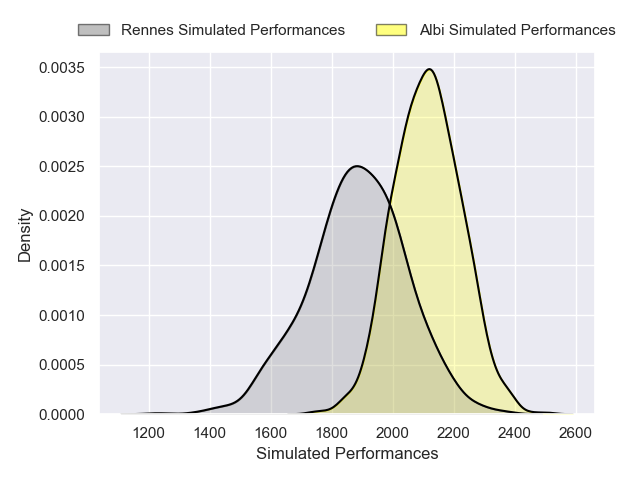 Rennes Simulated Performances Albi Simulated Performances
0.0035
0.0030
0.0025
0.0020
0.0015
0.0010
0.0005
0.0000
Density
1200 1400 1600 1800 2000 2200 2400 2600
Simulated Performances